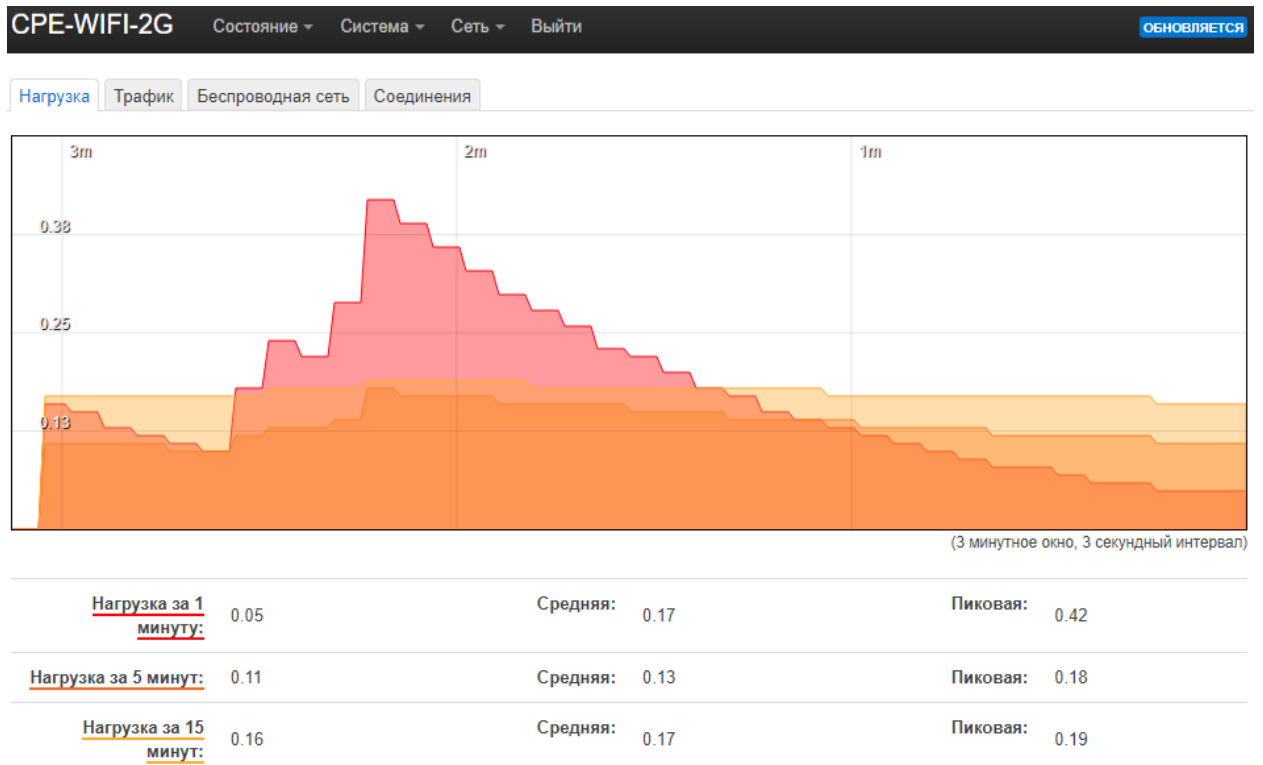 CPE-WIFI-2G Состояние Система Сеть Выйти ОБНОВЛЯЕТСЯ
Нагрузка Трафик Беспроводная сеть Соединения
3m 2m 1m
0.38
0.25
0.13
(3 минутное окно, 3 секундный интервал)
Нагрузка за 1 минуту: 0.05 Средняя: 0.17 Пиковая: 0.42
Нагрузка за 5 минут: 0.11 Средняя: 0.13 Пиковая: 0.18
Нагрузка за 15 минут: 0.16 Средняя: 0.17 Пиковая: 0.19